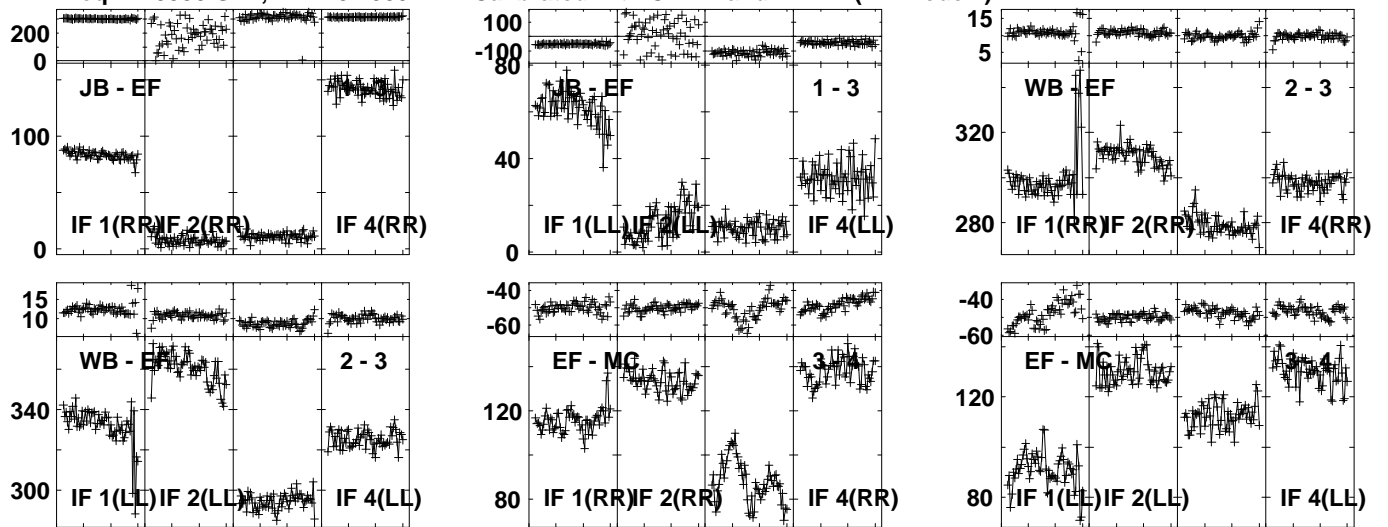 200
0
JB - EF
100
IF 1(RR) IF 2(RR) IF 4(RR)
0
100
-100
80
JB - EF 1 - 3
60
40
20
IF 1(LL) IF 2(LL) IF 4(LL)
0
15
5
WB - EF 2 - 3
320
280
IF 1(RR) IF 2(RR) IF 4(RR)
15
10
WB - EF 2 - 3
340
300
IF 1(LL) IF 2(LL) IF 4(LL)
-40
-60
EF - MC 3 - 4
120
80
IF 1(RR) IF 2(RR) IF 4(RR)
-40
-60
EF - MC 3 - 4
120
80
IF 1(LL) IF 2(LL) IF 4(LL)